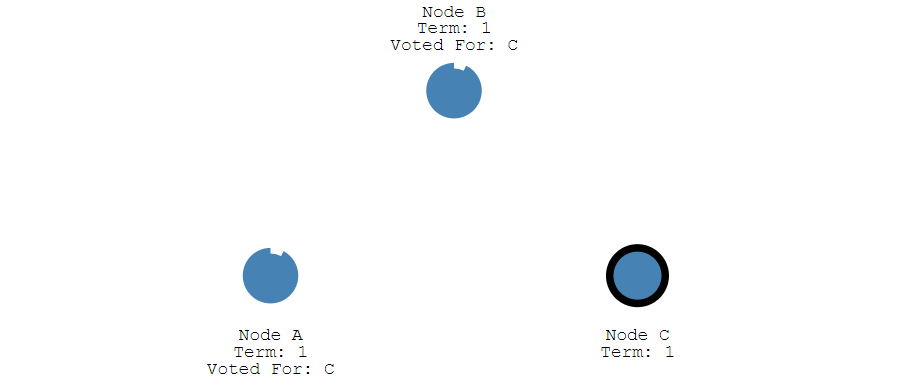 Node B
Term: 1
Voted For: C
Node A
Term: 1
Voted For: C
Node C
Term: 1